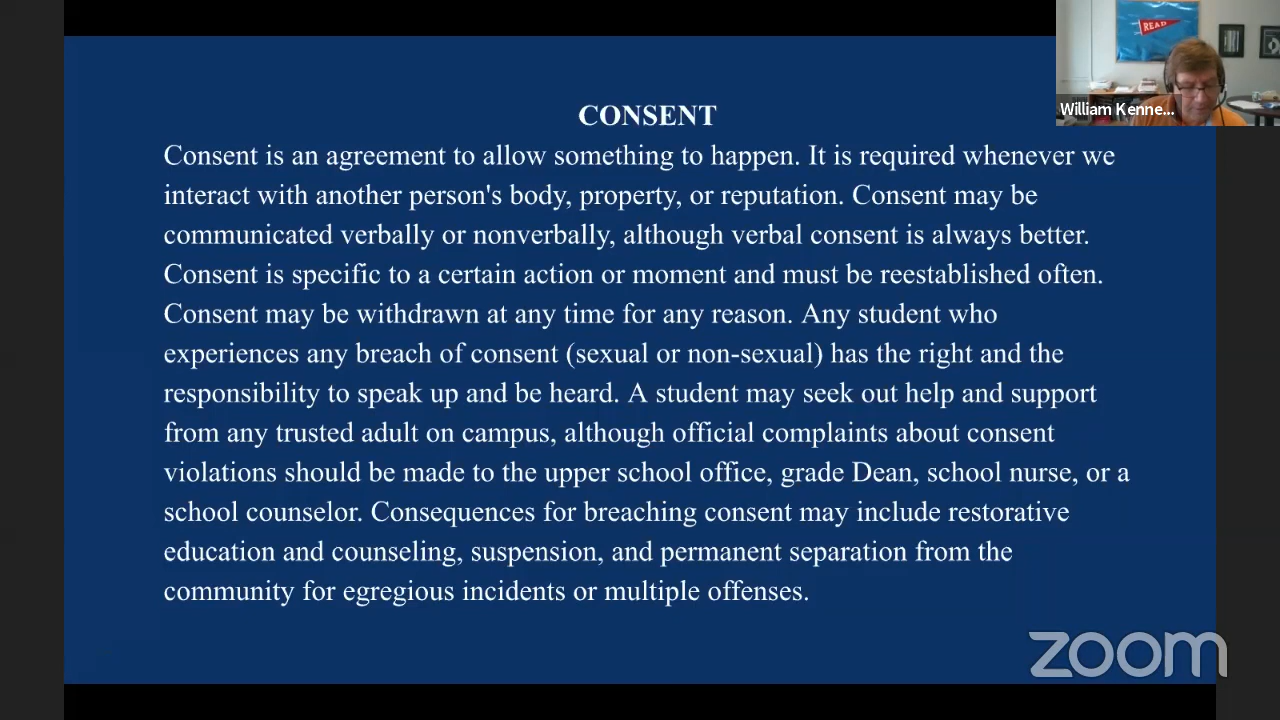 READ
William Kenne...
CONSENT
Consent is an agreement to allow something to happen. It is required whenever we
interact with another person's body, property, or reputation. Consent may be
communicated verbally or nonverbally, although verbal consent is always better.
Consent is specific to a certain action or moment and must be reestablished often.
Consent may be withdrawn at any time for any reason. Any student who
experiences any breach of consent (sexual or non-sexual) has the right and the
responsibility to speak up and be heard. A student may seek out help and support
from any trusted adult on campus, although official complaints about consent
violations should be made to the upper school office, grade Dean, school nurse, or a
school counselor. Consequences for breaching consent may include restorative
education and counseling, suspension, and permanent separation from the
community for egregious incidents or multiple offenses.
zoom